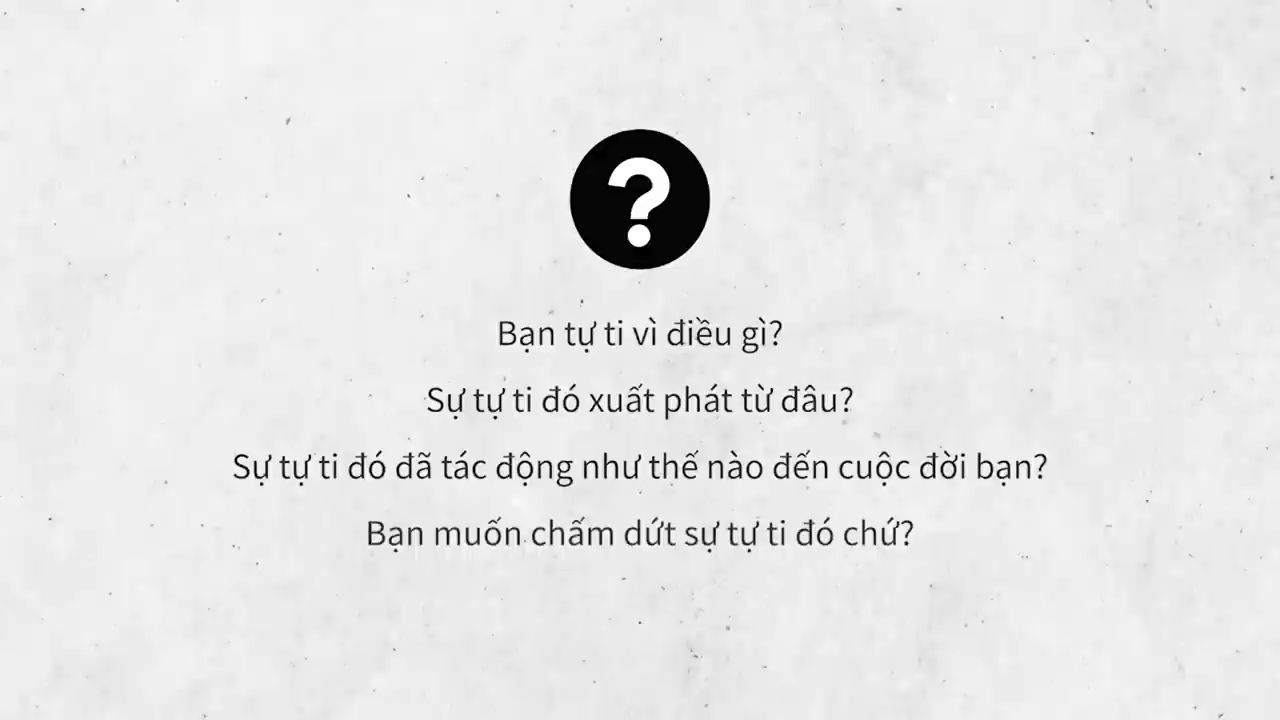 Bạn tự ti vì điều gì?
Sự tự ti đó xuất phát từ đâu?
Sự tự ti đó đã tác động như thế nào đến cuộc đời bạn?
Bạn muốn chấm dứt sự tự ti đó chứ?